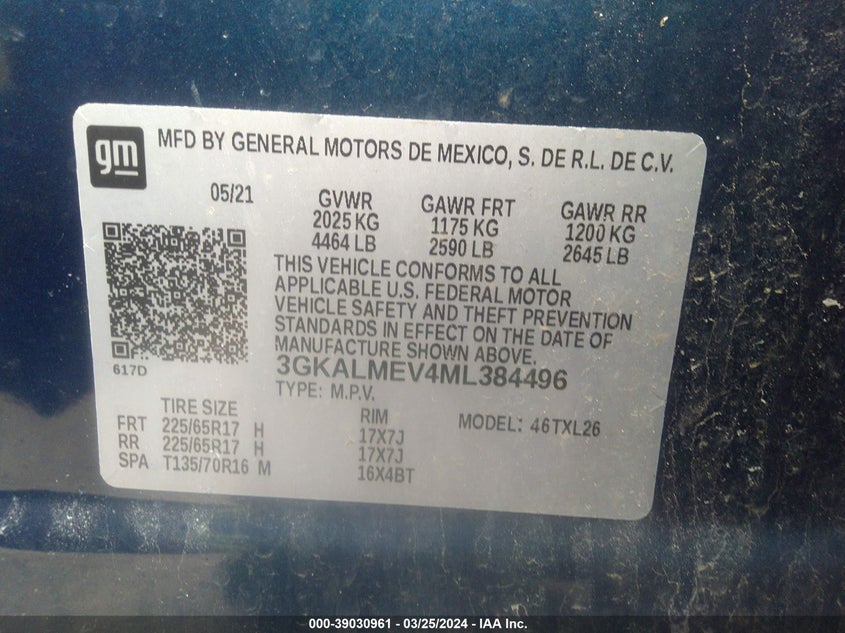 gm
MFD BY GENERAL MOTORS DE MEXICO, S. DE R.L. DE C.V.
05/21
GVWR
2025 KG
4464 LB
GAWR FRT
1175 KG
2590 LB
GAWR RR
1200 KG
2645 LB
THIS VEHICLE CONFORMS TO ALL
APPLICABLE U.S. FEDERAL MOTOR
VEHICLE SAFETY AND THEFT PREVENTION
STANDARDS IN EFFECT ON THE DATE OF
MANUFACTURE SHOWN ABOVE.
617D
3GKALMEV4ML384496
TYPE: M.P.V.
MODEL: 46TXL26
TIRE SIZE RIM
FRT 225/65R17 H 17X7J
RR 225/65R17 H 17X7J
SPA T135/70R16 M 16X4BT
000-39030961 - 03/25/2024 - IAA Inc.